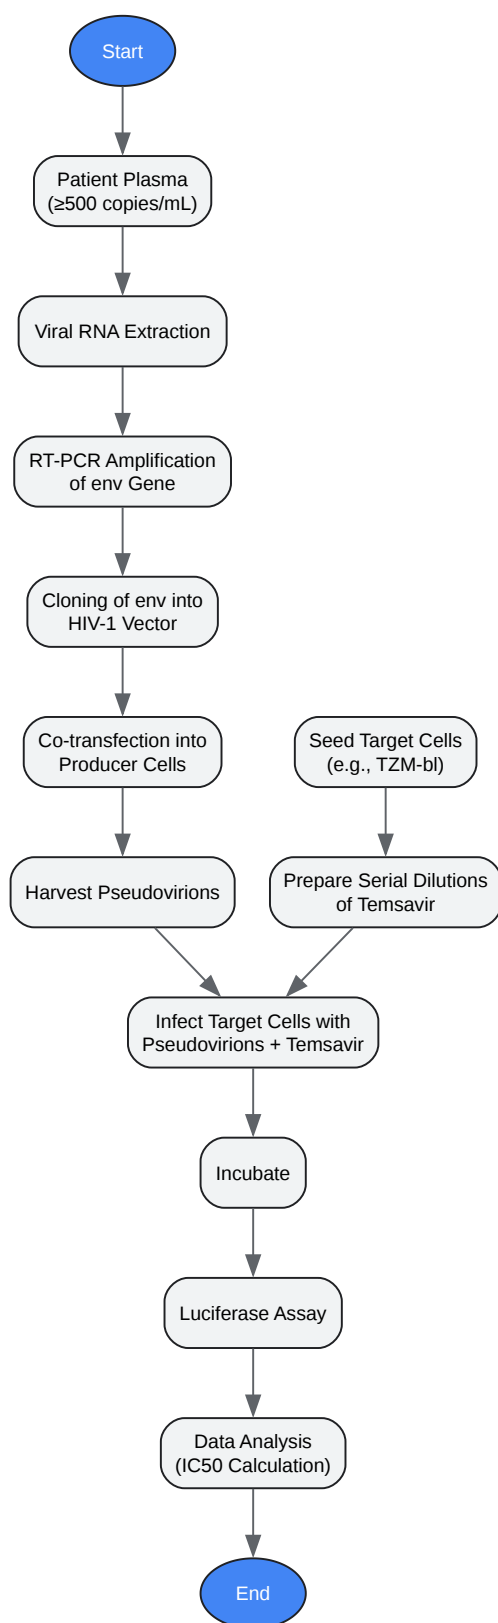 Start
Patient Plasma
(≥500 copies/mL)
Viral RNA Extraction
RT-PCR Amplification
of env Gene
Cloning of env into
HIV-1 Vector
Co-transfection into
Producer Cells
Seed Target Cells
(e.g., TZM-bl)
Harvest Pseudovirions
Prepare Serial Dilutions
of Temsavir
Infect Target Cells with
Pseudovirions + Temsavir
Incubate
Luciferase Assay
Data Analysis
(IC50 Calculation)
End